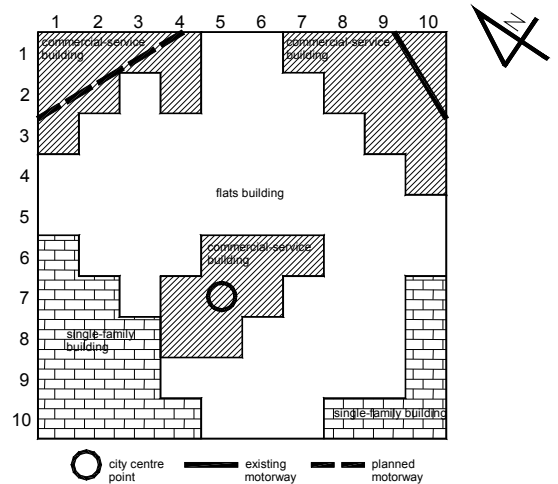 1 2 3 4 5 6 7 8 9 10
N
commercial-service
building
commercial-service
building
1
2
3
4
5
6
7
8
9
10
flats building
commercial-service
building
single-family
building
single-family building
city centre
point
existing
motorway
planned
motorway